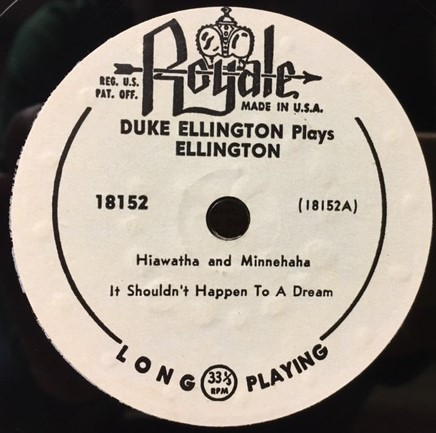 Royale
REG. U.S.
PAT. OFF.
MADE IN U.S.A.
DUKE ELLINGTON Plays
ELLINGTON
18152
(18152A)
Hiawatha and Minnehaha
It Shouldn't Happen To A Dream
LONG 33⅓ RPM PLAYING